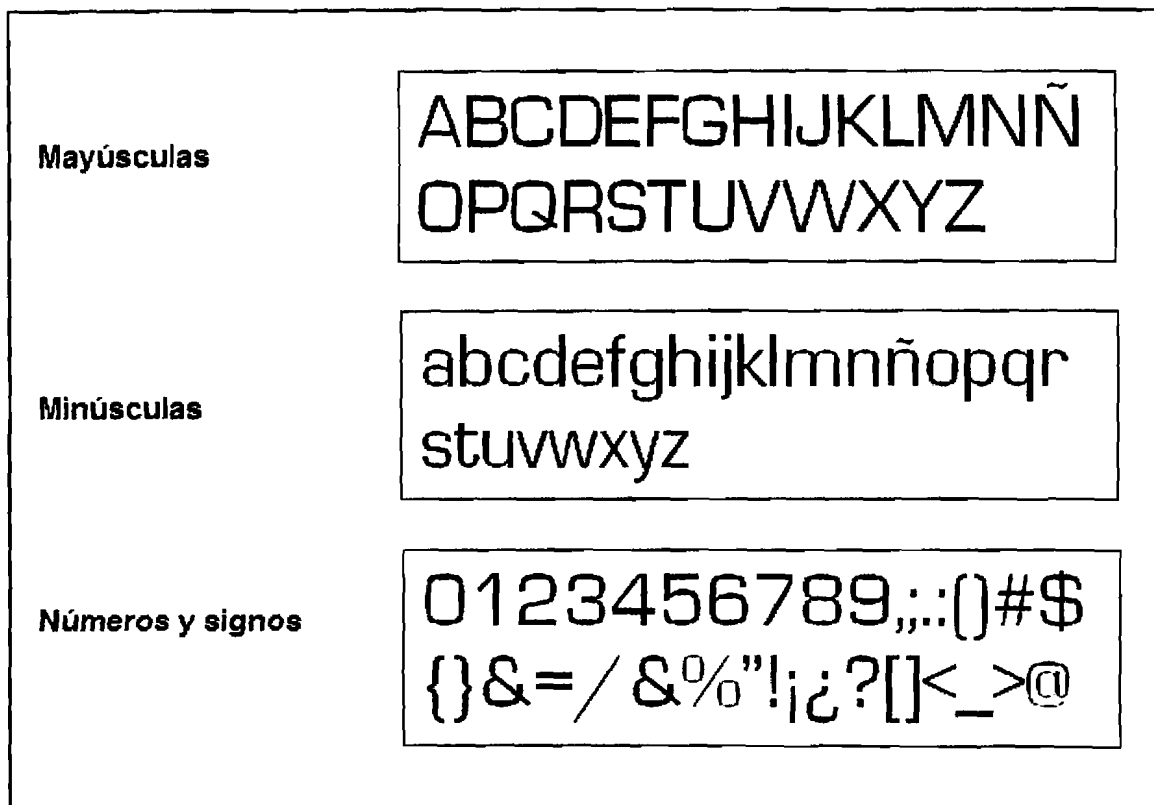 Mayúsculas
ABCDEFGHIJKLMNÑ
OPQRSTUVWXYZ
Minúsculas
abcdefghijklmnñopqr
stuvwxyz
Números y signos
0123456789,;.:()#$
{}&=/&%"!¡¿?[]<_>@